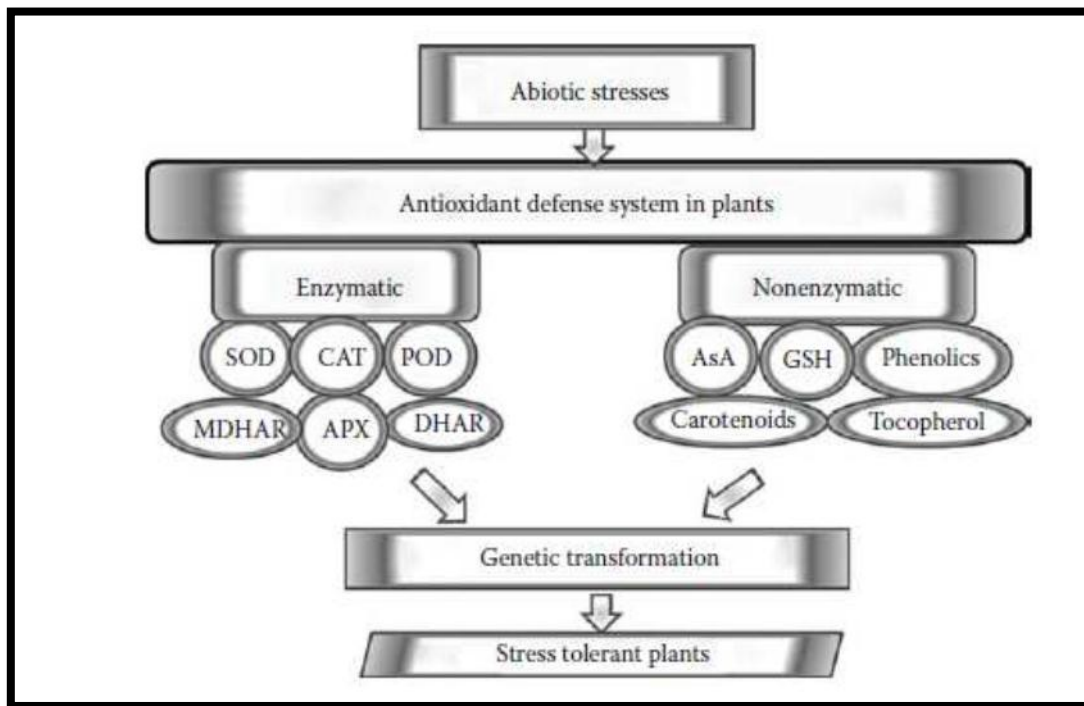 Abiotic stresses
Antioxidant defense system in plants
Enzymatic
Nonenzymatic
SOD
CAT
POD
AsA
GSH
Phenolics
MDHAR
APX
DHAR
Carotenoids
Tocopherol
Genetic transformation
Stress tolerant plants